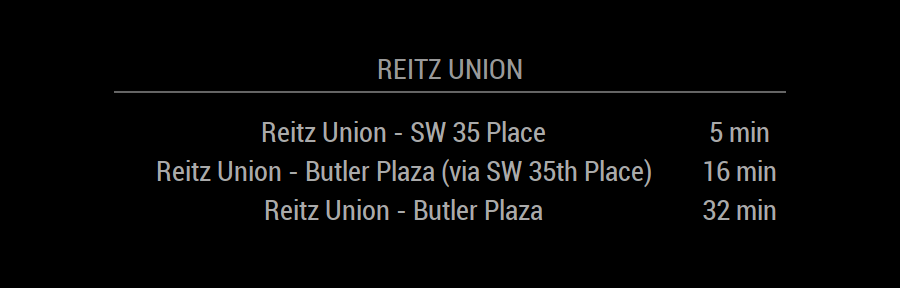 REITZ UNION
Reitz Union - SW 35 Place 5 min
Reitz Union - Butler Plaza (via SW 35th Place) 16 min
Reitz Union - Butler Plaza 32 min